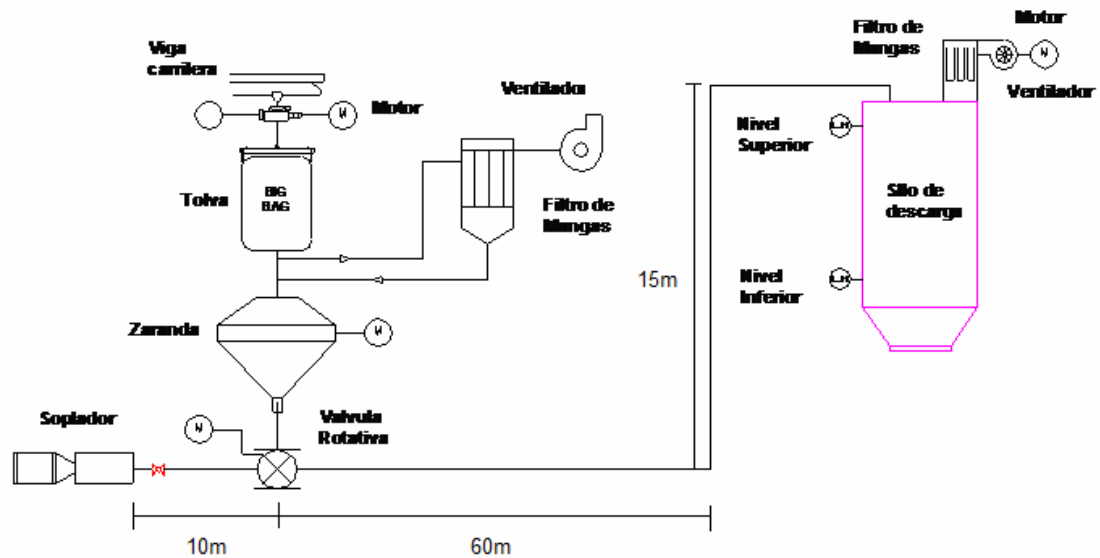 Viga
carrilera
Motor
M
Tolva
BIG
BAG
Ventilador
Filtro de
Mangas
Zaranda
M
Soplador
M
Valvula
Rotativa
10m
60m
15m
Filtro de
Mangas
Motor
M
Ventilador
Nivel
Superior
LH
Silo de
descarga
Nivel
Inferior